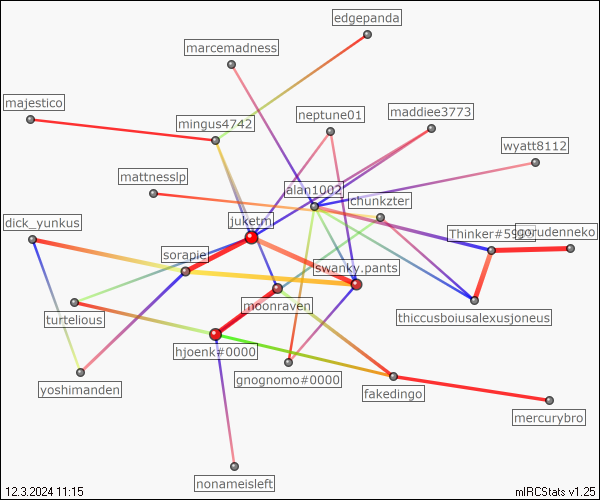 edgepanda
marcemadness
majestico
mingus4742
neptune01
maddiee3773
wyatt8112
mattnesslp
alan1002
chunkzter
dick_yunkus
juketm
Thinker#5997
gorudenneko
sorapie
swanky.pants
moonraven
turtelious
thiccusboiusalexusjoneus
hjoenk#0000
yoshimanden
gnognomo#0000
fakedingo
mercurybro
nonameisleft
12.3.2024 11:15
mIRCStats v1.25